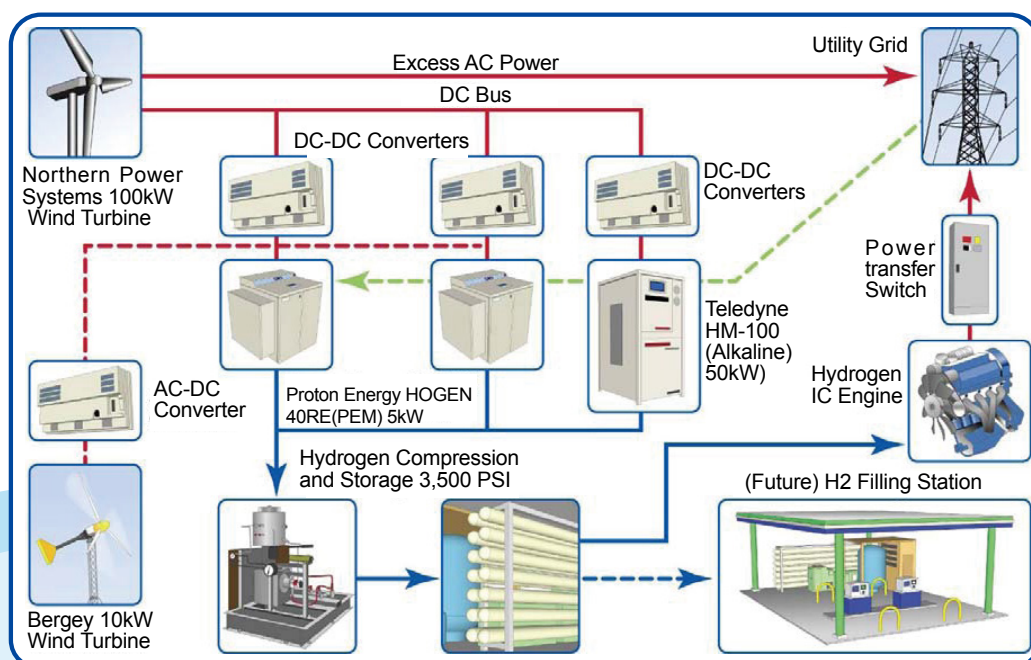 Excess AC Power
Utility Grid
DC Bus
DC-DC Converters
DC-DC
Converters
Northern Power
Systems 100kW
Wind Turbine
Power
transfer
Switch
Teledyne
HM-100
(Alkaline)
50kW)
AC-DC
Converter
Proton Energy HOGEN
40RE(PEM) 5kW
Hydrogen
IC Engine
Hydrogen Compression
and Storage 3,500 PSI
(Future) H2 Filling Station
Bergey 10kW
Wind Turbine